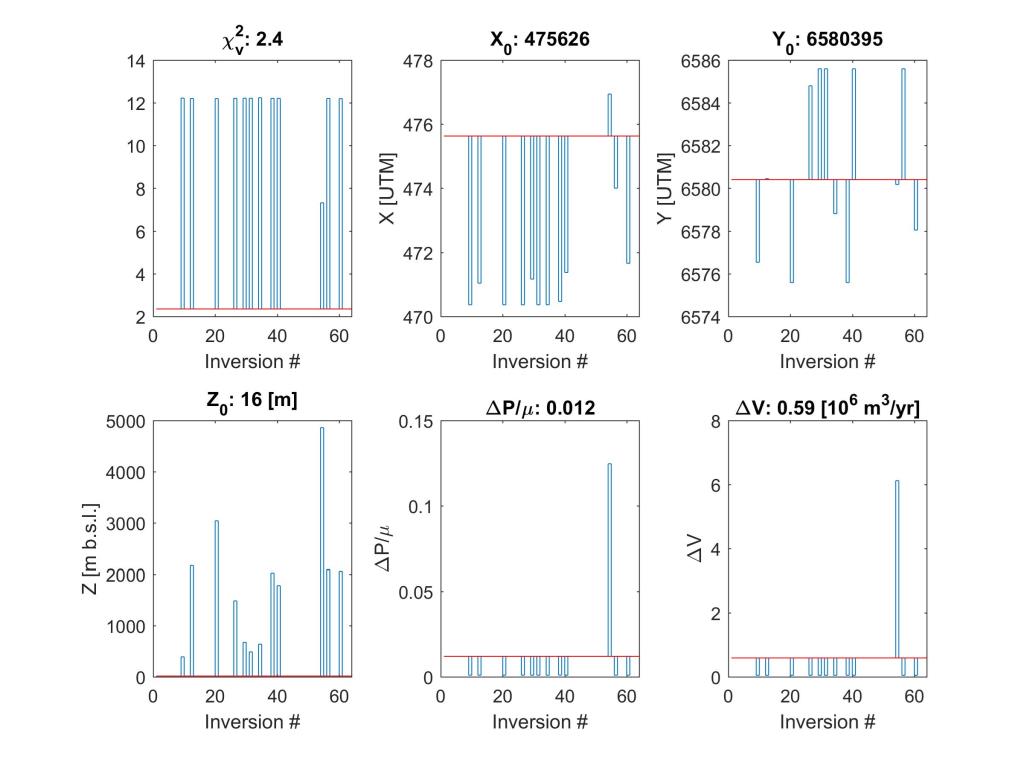 χ²ᵥ: 2.4
14
12
10
8
6
4
2
0 20 40 60
Inversion #
X₀: 475626
X [UTM]
478
476
474
472
470
0 20 40 60
Inversion #
Y₀: 6580395
Y [UTM]
6586
6584
6582
6580
6578
6576
6574
0 20 40 60
Inversion #
Z₀: 16 [m]
Z [m b.s.l.]
5000
4000
3000
2000
1000
0
0 20 40 60
Inversion #
ΔP/μ: 0.012
ΔP/μ
0.15
0.1
0.05
0
0 20 40 60
Inversion #
ΔV: 0.59 [10⁶ m³/yr]
ΔV
8
6
4
2
0
0 20 40 60
Inversion #